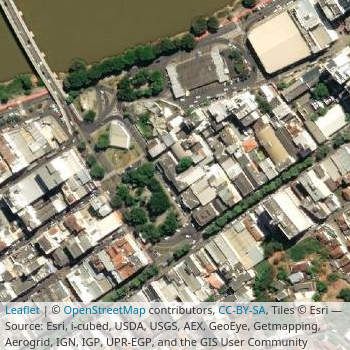 Leaflet | © OpenStreetMap contributors, CC-BY-SA, Tiles © Esri —
Source: Esri, i-cubed, USDA, USGS, AEX, GeoEye, Getmapping,
Aerogrid, IGN, IGP, UPR-EGP, and the GIS User Community